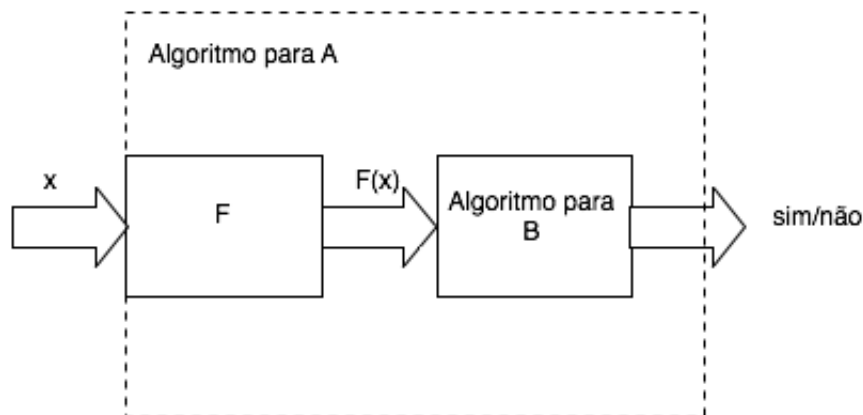 Algoritmo para A
x
F
F(x)
Algoritmo para
B
sim/não